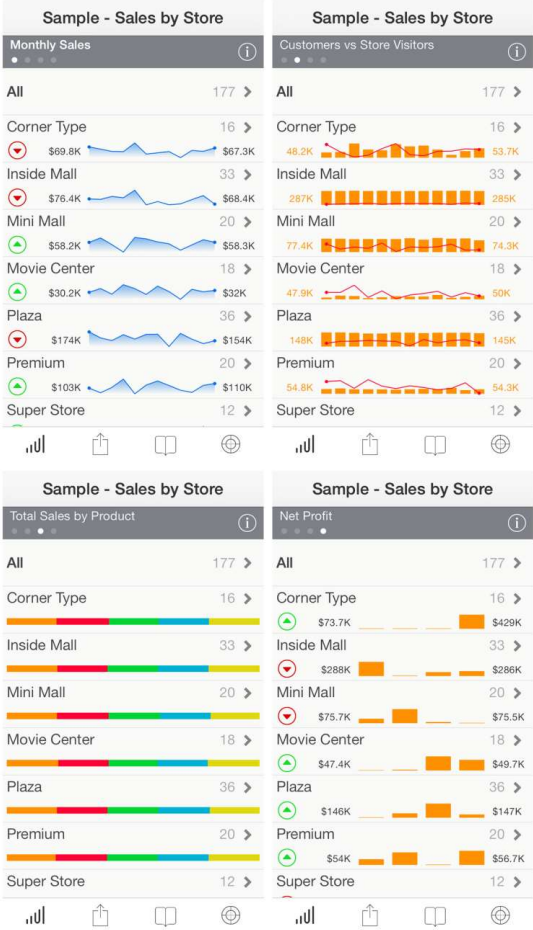 Sample - Sales by Store
Monthly Sales
All 177
Corner Type 16
$69.8K $67.3K
Inside Mall 33
$76.4K $68.4K
Mini Mall 20
$58.2K $58.3K
Movie Center 18
$30.2K $32K
Plaza 36
$174K $154K
Premium 20
$103K $110K
Super Store 12
Sample - Sales by Store
Customers vs Store Visitors
All 177
Corner Type 16
48.2K 53.7K
Inside Mall 33
287K 285K
Mini Mall 20
77.4K 74.3K
Movie Center 18
47.9K 50K
Plaza 36
148K 145K
Premium 20
54.8K 54.3K
Super Store 12
Sample - Sales by Store
Total Sales by Product
All 177
Corner Type 16
Inside Mall 33
Mini Mall 20
Movie Center 18
Plaza 36
Premium 20
Super Store 12
Sample - Sales by Store
Net Profit
All 177
Corner Type 16
$73.7K $429K
Inside Mall 33
$288K $286K
Mini Mall 20
$75.7K $75.5K
Movie Center 18
$47.4K $49.7K
Plaza 36
$146K $147K
Premium 20
$54K $56.7K
Super Store 12